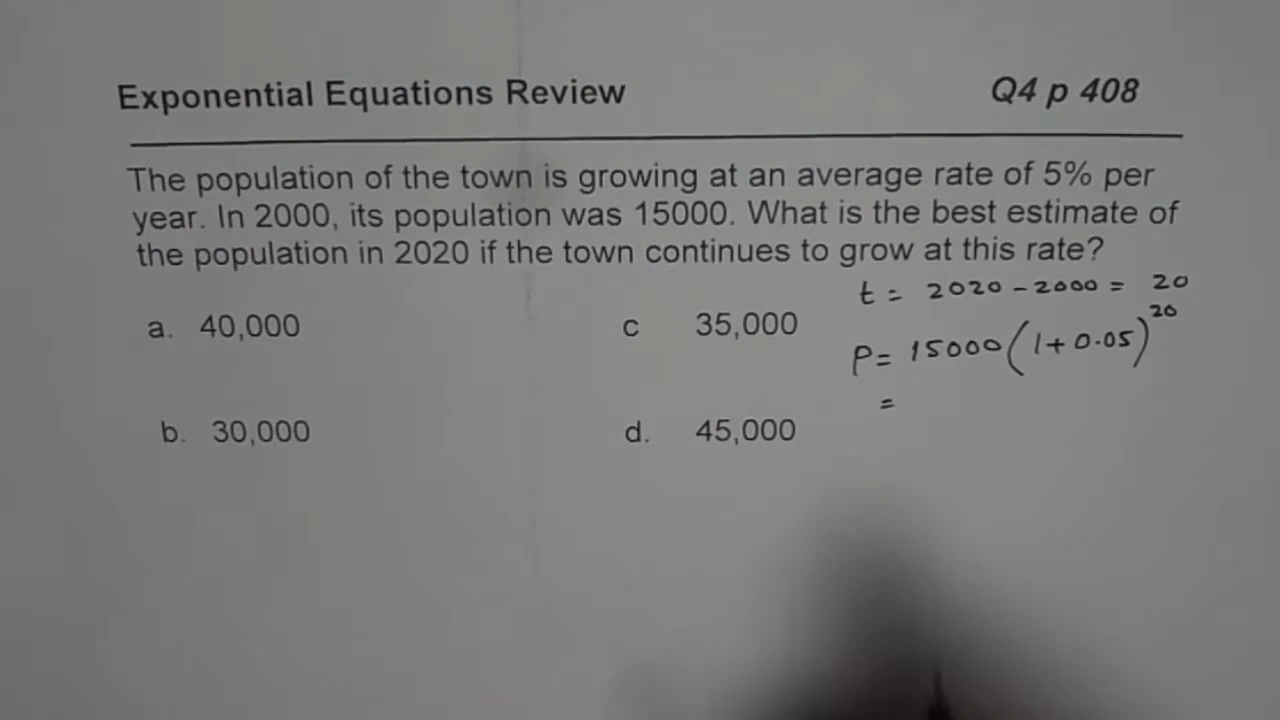 Exponential Equations Review Q4 p 408
The population of the town is growing at an average rate of 5% per
year. In 2000, its population was 15000. What is the best estimate of
the population in 2020 if the town continues to grow at this rate?
t = 2020 - 2000 = 20
a. 40,000 c 35,000
P = 15000 (1 + 0.05)^20
=
b. 30,000 d. 45,000